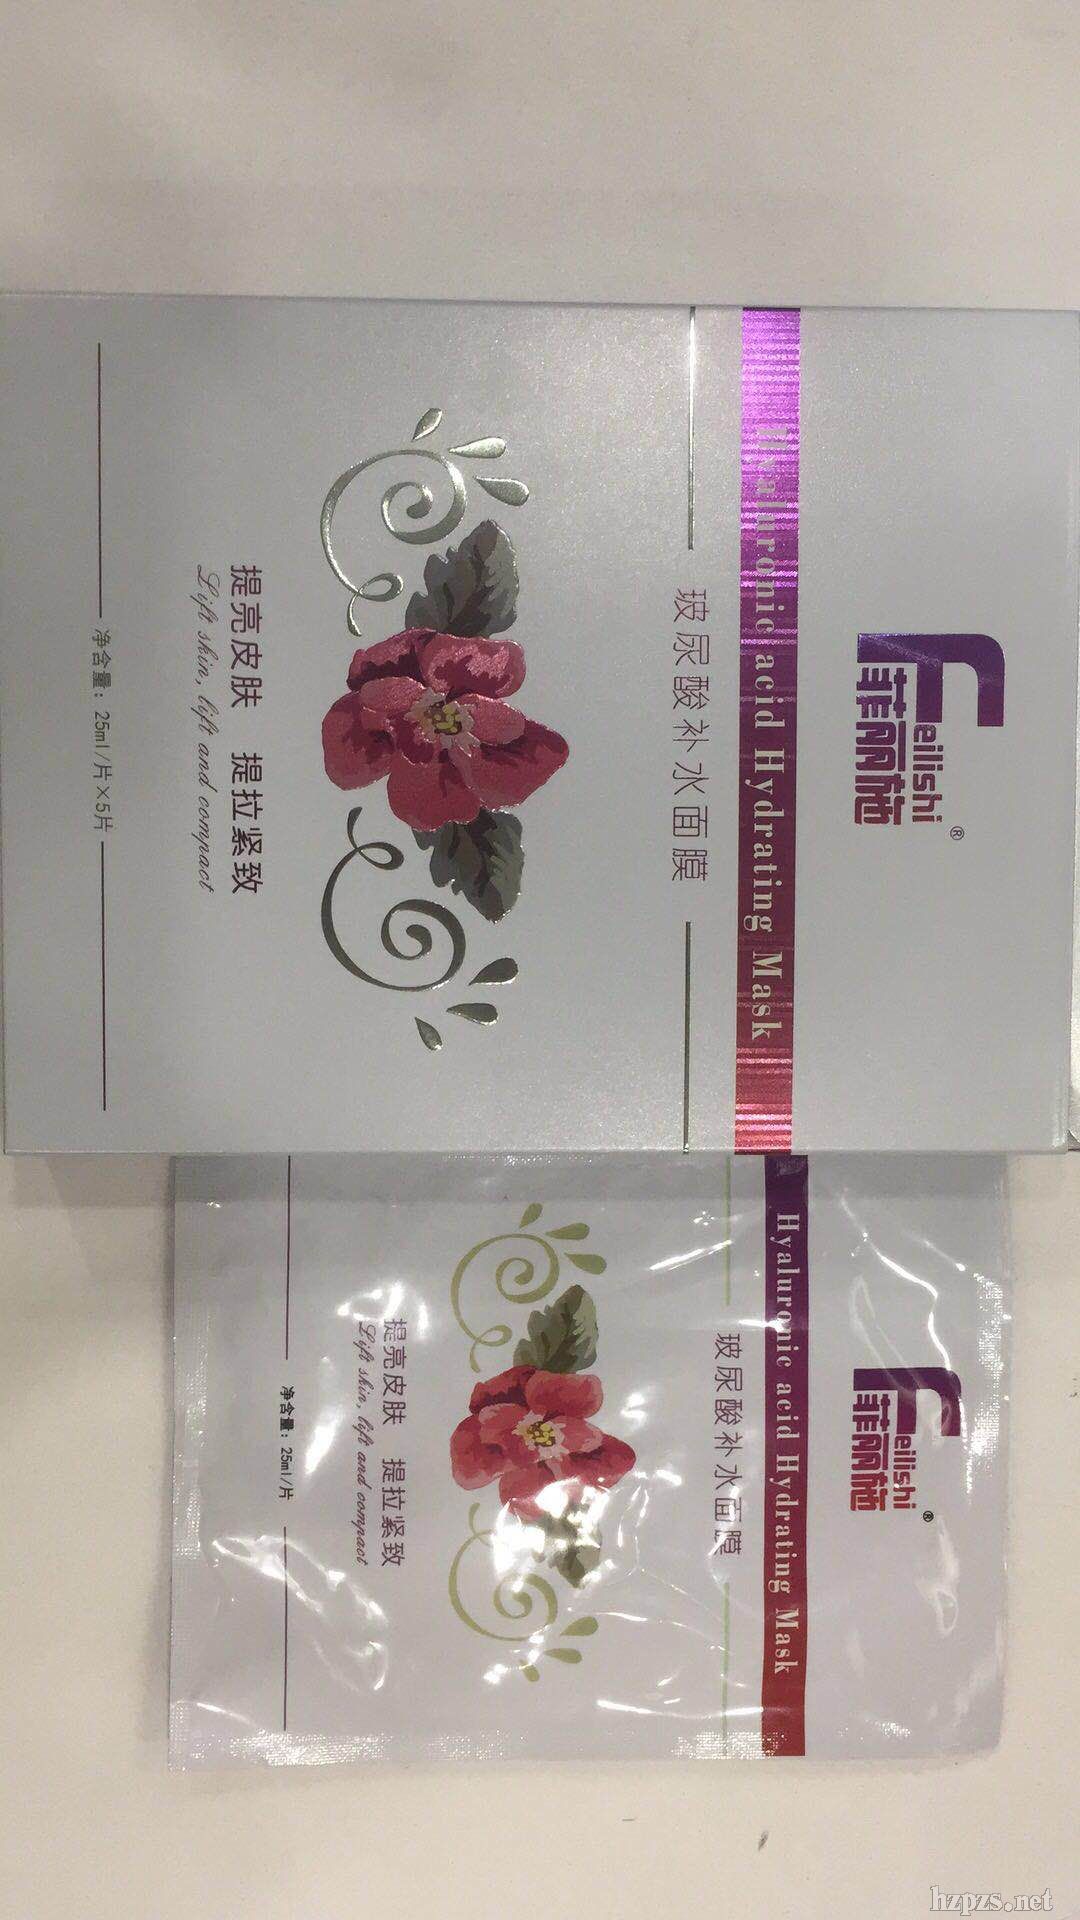 Feilishi®
菲丽施
Hyaluronic acid Hydrating Mask
玻尿酸补水面膜
提亮皮肤 提拉紧致
Lift skin, lift and compact
净含量：25ml/片×5片
Feilishi®
菲丽施
Hyaluronic acid Hydrating Mask
玻尿酸补水面膜
提亮皮肤 提拉紧致
Lift skin, lift and compact
净含量：25ml/片
hzpzs.net